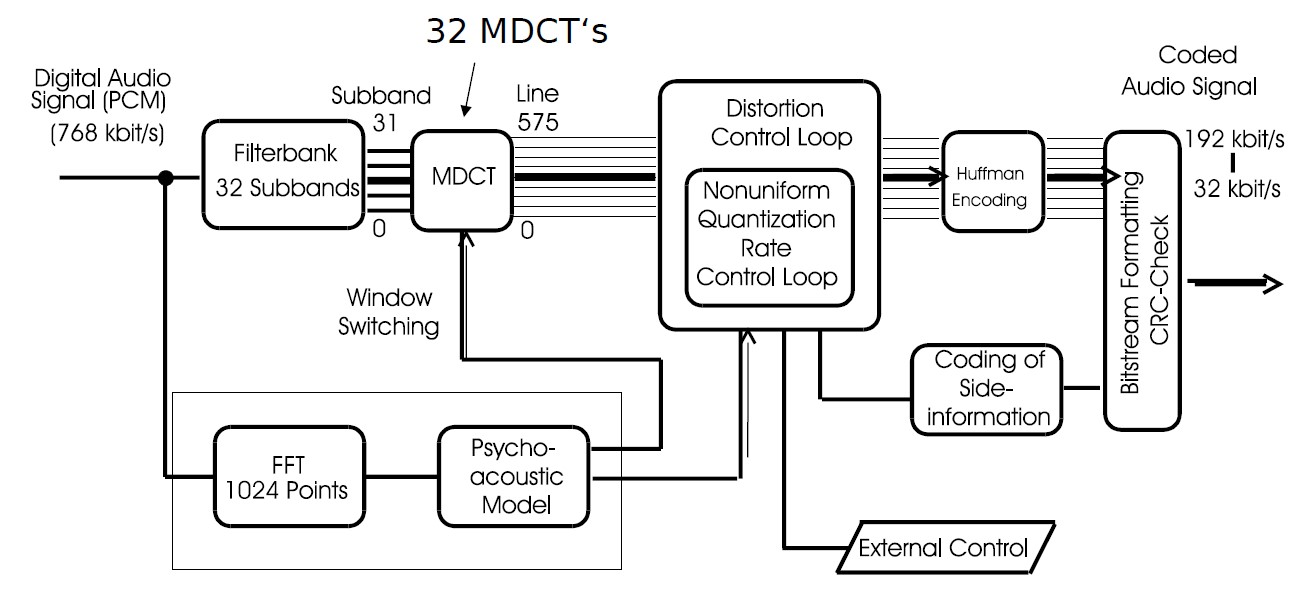 32 MDCT‘s
Digital Audio
Signal (PCM)
(768 kbit/s)
Subband
31
Line
575
Filterbank
32 Subbands
0
MDCT
0
Distortion
Control Loop
Nonuniform
Quantization
Rate
Control Loop
Huffman
Encoding
Coded
Audio Signal
192 kbit/s
32 kbit/s
Bitstream Formatting
CRC-Check
Window
Switching
Coding of
Side-
information
FFT
1024 Points
Psycho-
acoustic
Model
External Control